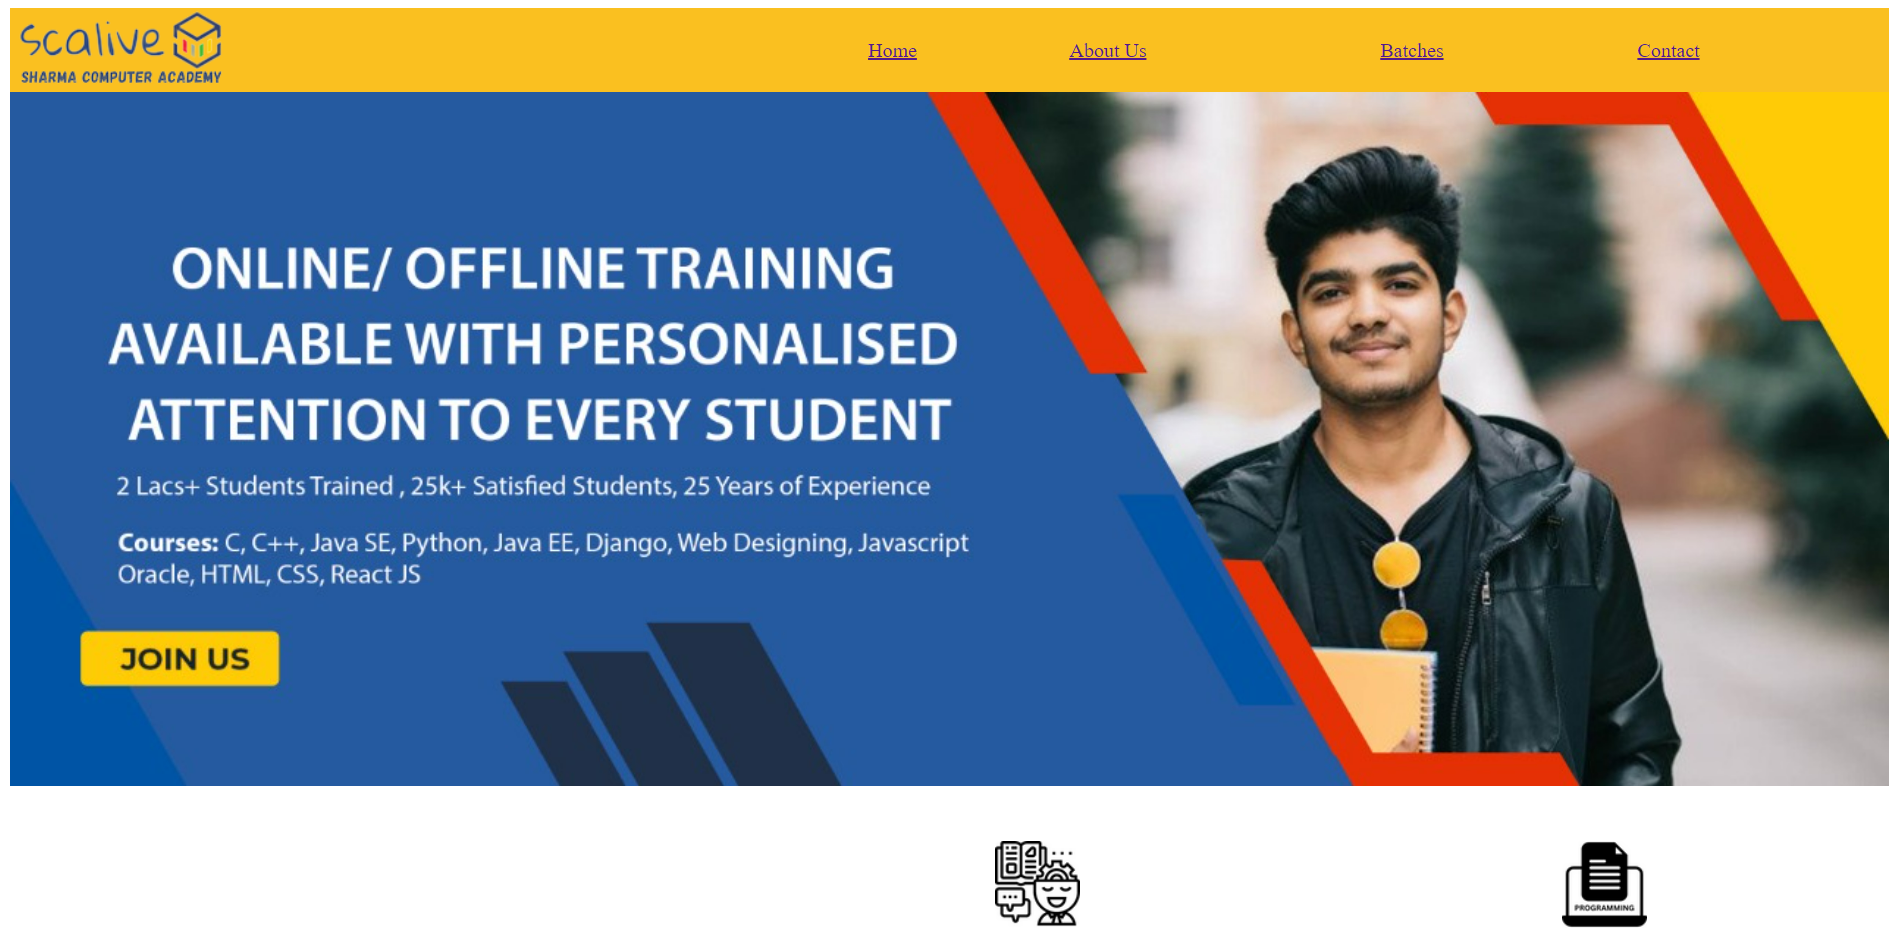 Scalive
SHARMA COMPUTER ACADEMY
Home About Us Batches Contact
ONLINE/ OFFLINE TRAINING
AVAILABLE WITH PERSONALISED
ATTENTION TO EVERY STUDENT
2 Lacs+ Students Trained , 25k+ Satisfied Students, 25 Years of Experience
Courses: C, C++, Java SE, Python, Java EE, Django, Web Designing, Javascript
Oracle, HTML, CSS, React JS
JOIN US
PROGRAMMING